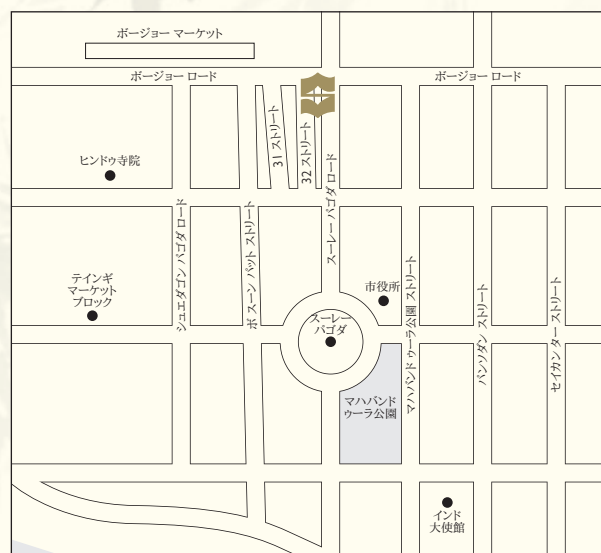 ボージョー マーケット
ボージョー ロード
ボージョー ロード
31 ストリート
32 ストリート
スーレー パゴダ ロード
ヒンドゥ寺院
シュエダゴン パゴダ ロード
ボ スーン パット ストリート
テインギ
マーケット
ブロック
市役所
スーレー
パゴダ
マハバンド ゥーラ公園 ストリート
パンソダン ストリート
セイカン ター ストリート
マハバンド
ゥーラ公園
インド
大使館